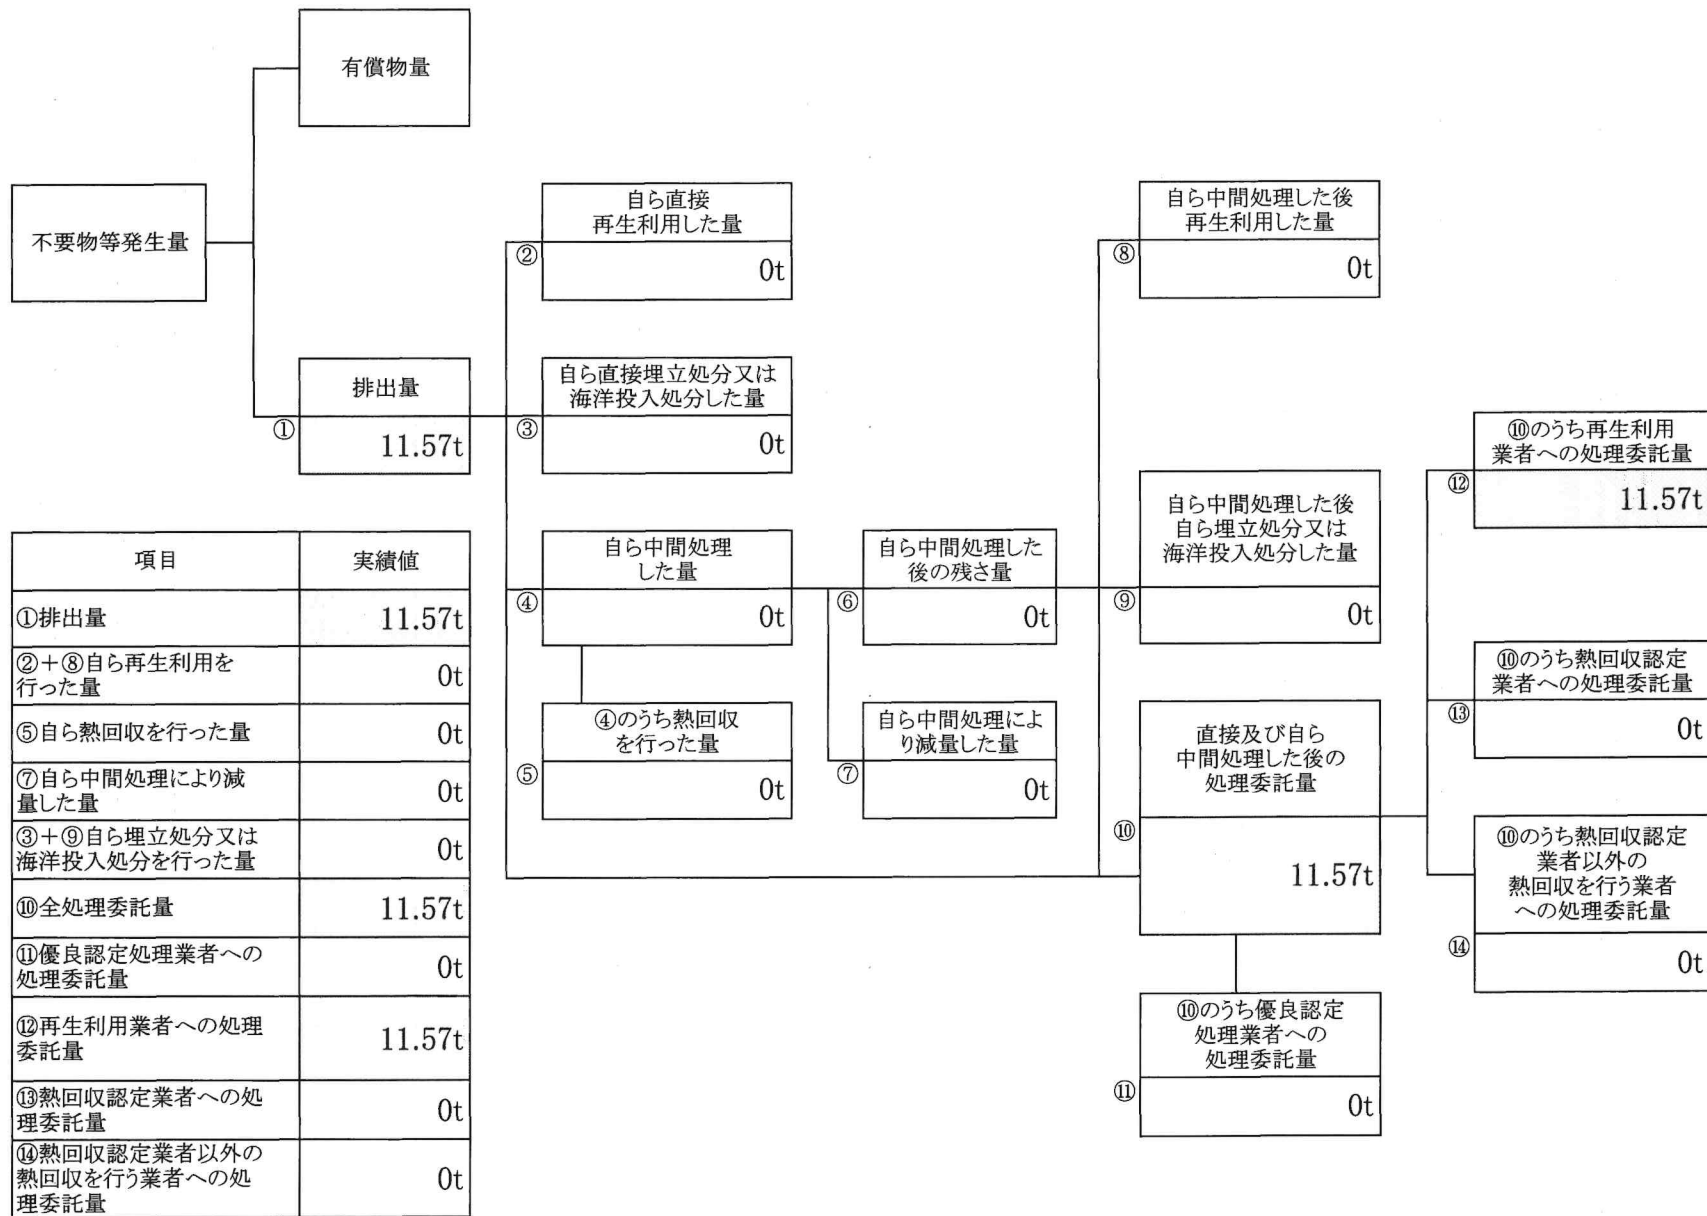 有償物量
不要物等発生量
排出量
①
11.57t
自ら直接
再生利用した量
②
0t
自ら直接埋立処分又は
海洋投入処分した量
③
0t
自ら中間処理
した量
④
0t
④のうち熱回収
を行った量
⑤
0t
自ら中間処理した
後の残さ量
⑥
0t
自ら中間処理によ
り減量した量
⑦
0t
自ら中間処理した後
再生利用した量
⑧
0t
自ら中間処理した後
自ら埋立処分又は
海洋投入処分した量
⑨
0t
直接及び自ら
中間処理した後の
処理委託量
⑩
11.57t
⑩のうち優良認定
処理業者への
処理委託量
⑪
0t
⑩のうち再生利用
業者への処理委託量
⑫
11.57t
⑩のうち熱回収認定
業者への処理委託量
⑬
0t
⑩のうち熱回収認定
業者以外の
熱回収を行う業者
への処理委託量
⑭
0t
項目 実績値
①排出量 11.57t
②+⑧自ら再生利用を
行った量 0t
⑤自ら熱回収を行った量 0t
⑦自ら中間処理により減
量した量 0t
③+⑨自ら埋立処分又は
海洋投入処分を行った量 0t
⑩全処理委託量 11.57t
⑪優良認定処理業者への
処理委託量 0t
⑫再生利用業者への処理
委託量 11.57t
⑬熱回収認定業者への処
理委託量 0t
⑭熱回収認定業者以外の
熱回収を行う業者への処
理委託量 0t